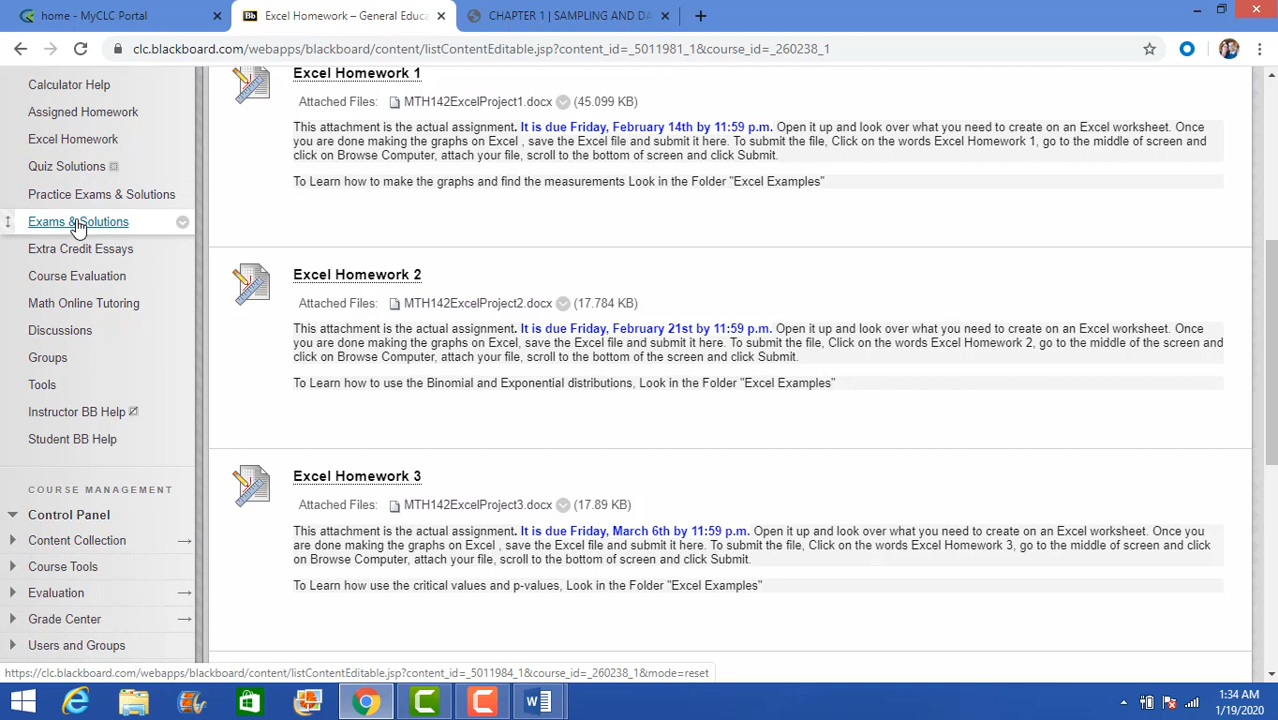 home - MyCLC Portal
Excel Homework – General Educa
CHAPTER 1 | SAMPLING AND DA
clc.blackboard.com/webapps/blackboard/content/listContentEditable.jsp?content_id=_5011981_1&course_id=_260238_1
Calculator Help
Assigned Homework
Excel Homework
Quiz Solutions
Practice Exams & Solutions
Exams & Solutions
Extra Credit Essays
Course Evaluation
Math Online Tutoring
Discussions
Groups
Tools
Instructor BB Help
Student BB Help
COURSE MANAGEMENT
Control Panel
Content Collection
Course Tools
Evaluation
Grade Center
Users and Groups
Excel Homework 1
Attached Files: MTH142ExcelProject1.docx (45.099 KB)
This attachment is the actual assignment. It is due Friday, February 14th by 11:59 p.m. Open it up and look over what you need to create on an Excel worksheet. Once
you are done making the graphs on Excel , save the Excel file and submit it here. To submit the file, Click on the words Excel Homework 1, go to the middle of screen and
click on Browse Computer, attach your file, scroll to the bottom of screen and click Submit.
To Learn how to make the graphs and find the measurements Look in the Folder "Excel Examples"
Excel Homework 2
Attached Files: MTH142ExcelProject2.docx (17.784 KB)
This attachment is the actual assignment. It is due Friday, February 21st by 11:59 p.m. Open it up and look over what you need to create on an Excel worksheet. Once
you are done making the graphs on Excel, save the Excel file and submit it here. To submit the file, Click on the words Excel Homework 2, go to the middle of the screen and
click on Browse Computer, attach your file, scroll to the bottom of the screen and click Submit.
To Learn how to use the Binomial and Exponential distributions, Look in the Folder "Excel Examples"
Excel Homework 3
Attached Files: MTH142ExcelProject3.docx (17.89 KB)
This attachment is the actual assignment. It is due Friday, March 6th by 11:59 p.m. Open it up and look over what you need to create on an Excel worksheet. Once you
are done making the graphs on Excel , save the Excel file and submit it here. To submit the file, Click on the words Excel Homework 3, go to the middle of screen and click
on Browse Computer, attach your file, scroll to the bottom of screen and click Submit.
To Learn how use the critical values and p-values, Look in the Folder "Excel Examples"
https://clc.blackboard.com/webapps/blackboard/content/listContentEditable.jsp?content_id=_5011984_1&course_id=_260238_1&mode=reset
1:34 AM
1/19/2020